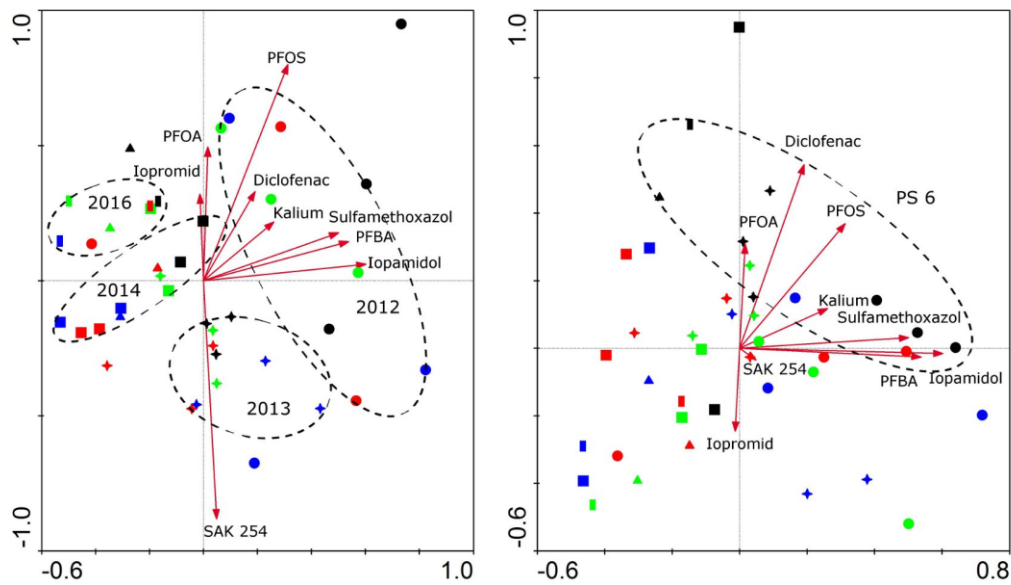 1.0
PFOS
PFOA
Iopromid
2016
Diclofenac
Kalium
Sulfamethoxazol
PFBA
Iopamidol
2014
2012
2013
SAK 254
-1.0
-0.6
1.0
1.0
Diclofenac
PS 6
PFOA
PFOS
Kalium
Sulfamethoxazol
SAK 254
PFBA
Iopamidol
Iopromid
-0.6
-0.6
0.8